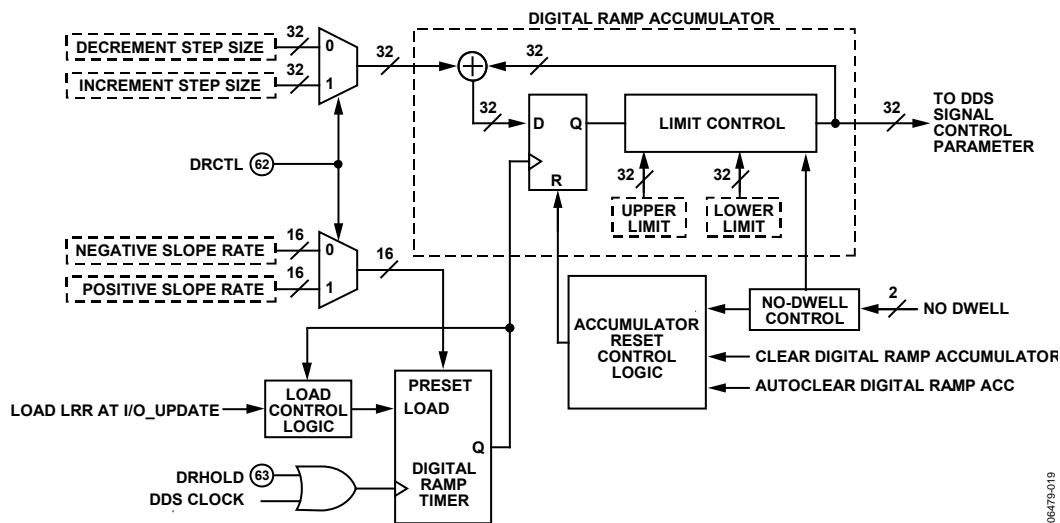 DIGITAL RAMP ACCUMULATOR
DECREMENT STEP SIZE
32
0
INCREMENT STEP SIZE
32
1
32
32
32
D
Q
R
LIMIT CONTROL
32
TO DDS
SIGNAL
CONTROL
PARAMETER
DRCTL
62
32
32
UPPER
LIMIT
LOWER
LIMIT
NEGATIVE SLOPE RATE
16
0
POSITIVE SLOPE RATE
16
1
16
ACCUMULATOR
RESET
CONTROL
LOGIC
NO-DWELL
CONTROL
2
NO DWELL
CLEAR DIGITAL RAMP ACCUMULATOR
AUTOCLEAR DIGITAL RAMP ACC
LOAD LRR AT I/O_UPDATE
LOAD
CONTROL
LOGIC
PRESET
LOAD
Q
DIGITAL
RAMP
TIMER
DRHOLD
63
DDS CLOCK
06479-019